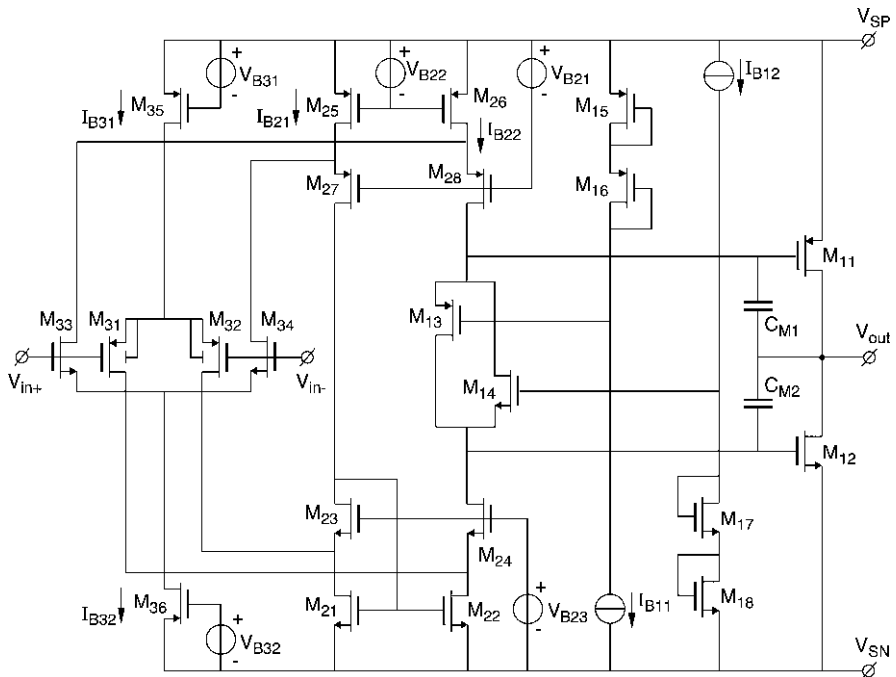 V_SP
+
V_B31
-
+
V_B22
-
+
V_B21
-
I_B12
M_35
M_25
M_26
M_15
I_B31
I_B21
I_B22
M_27
M_28
M_16
M_11
M_33
M_31
M_32
M_34
M_13
C_M1
V_out
V_in+
V_in-
M_14
C_M2
M_12
M_23
M_24
M_17
I_B32
M_36
M_21
M_22
+
V_B23
-
I_B11
M_18
+
V_B32
-
V_SN